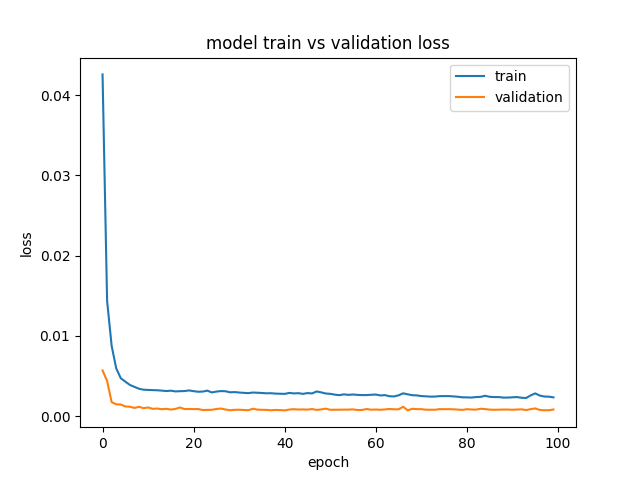 model train vs validation loss
train
validation
0.04
0.03
0.02
0.01
0.00
loss
0
20
40
60
80
100
epoch